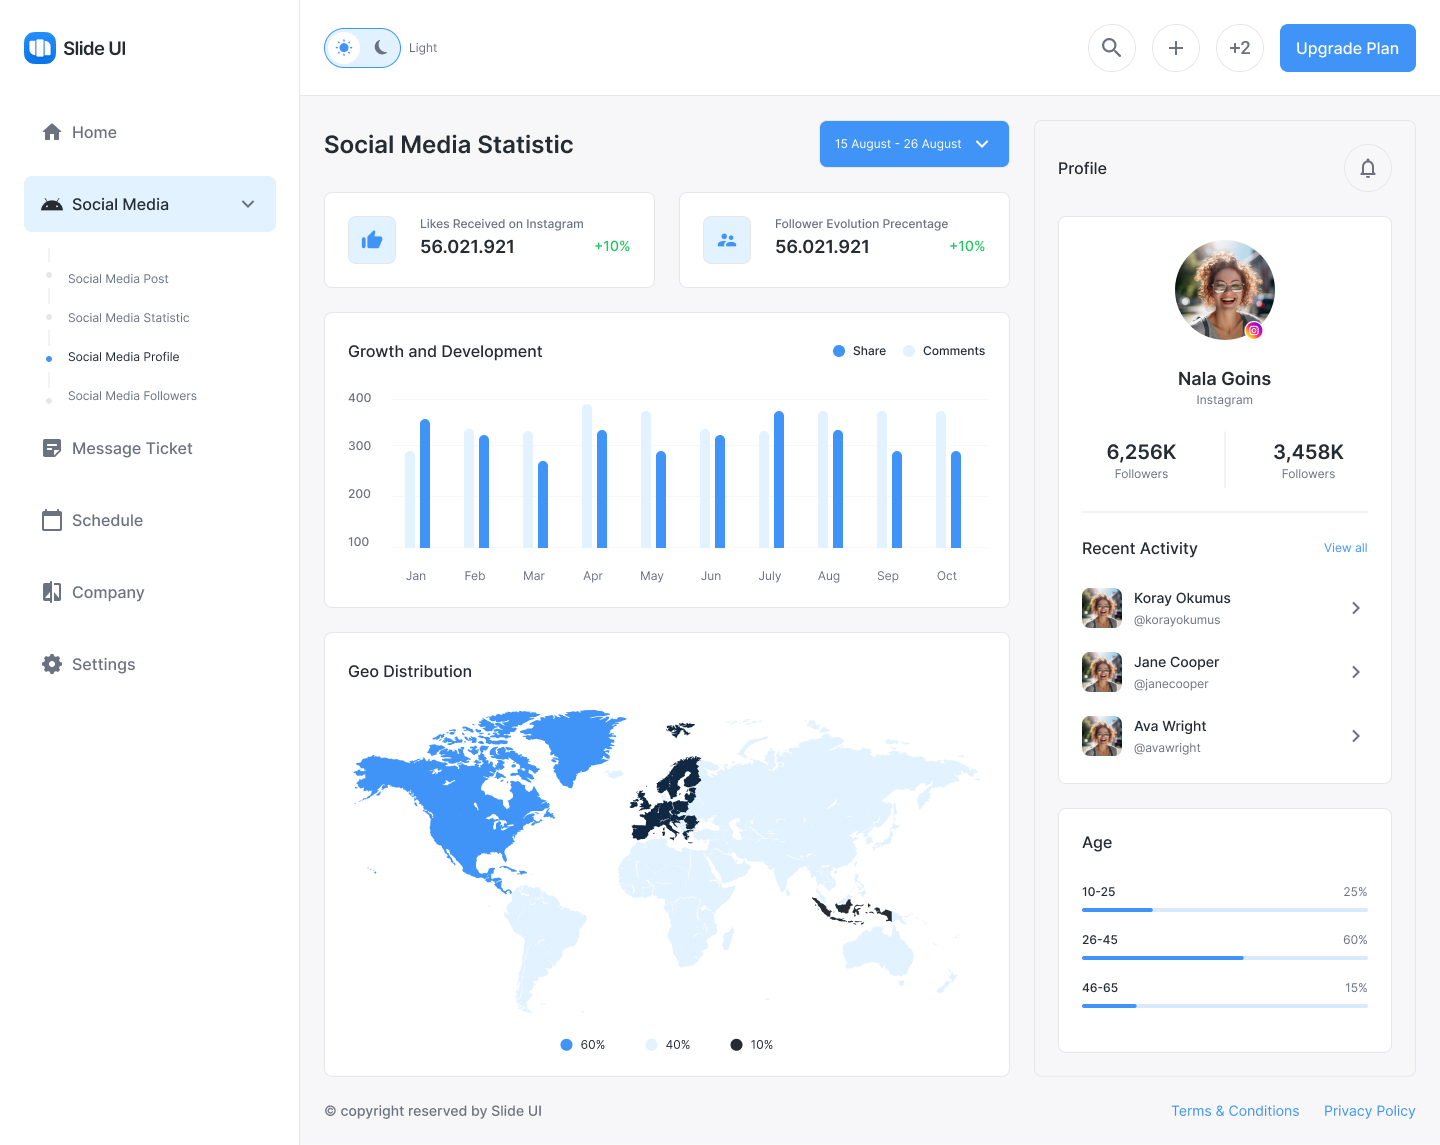 Slide UI
Light
+2
Upgrade Plan
Home
Social Media
Social Media Post
Social Media Statistic
Social Media Profile
Social Media Followers
Message Ticket
Schedule
Company
Settings
Social Media Statistic
15 August - 26 August
Likes Received on Instagram
56.021.921
+10%
Follower Evolution Precentage
56.021.921
+10%
Growth and Development
Share
Comments
400
300
200
100
Jan
Feb
Mar
Apr
May
Jun
July
Aug
Sep
Oct
Geo Distribution
60%
40%
10%
Profile
Nala Goins
Instagram
6,256K
Followers
3,458K
Followers
Recent Activity
View all
Koray Okumus
@korayokumus
Jane Cooper
@janecooper
Ava Wright
@avawright
Age
10-25
25%
26-45
60%
46-65
15%
© copyright reserved by Slide UI
Terms & Conditions
Privacy Policy